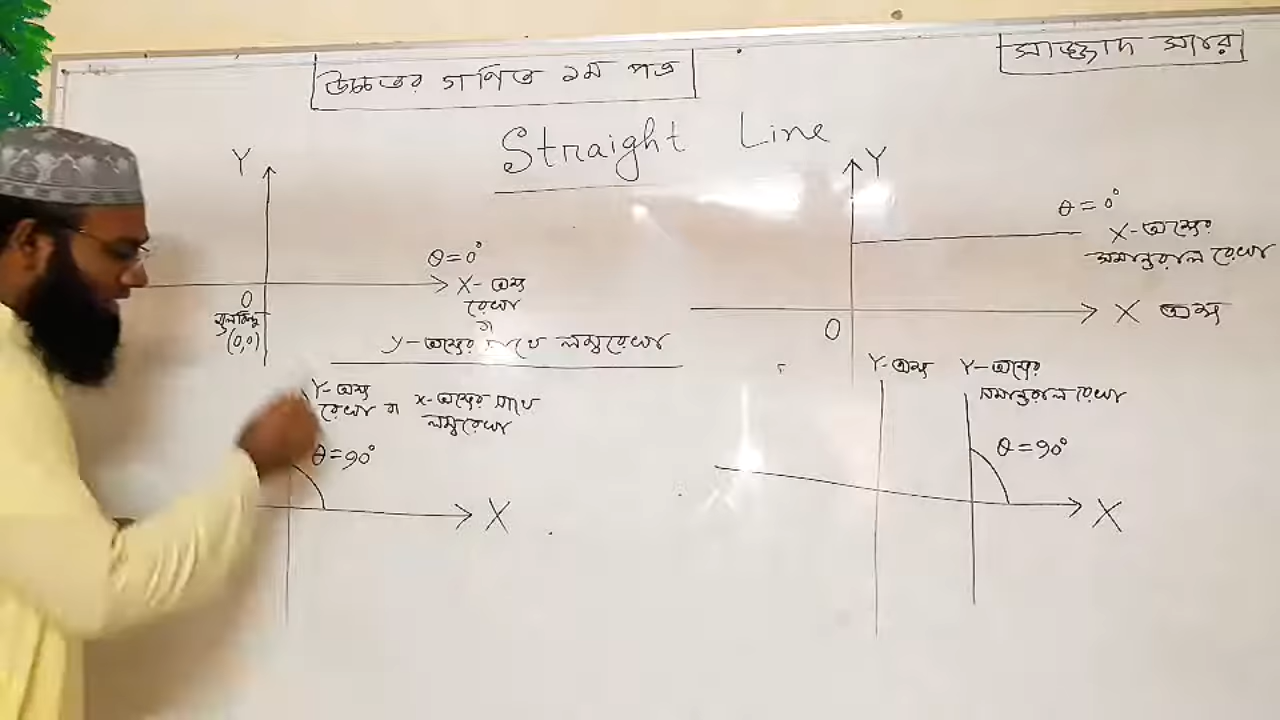 উচ্চতর গণিত ১ম পত্র
সাজ্জাদ স্যার
Straight Line
Y
θ = 0°
X - অক্ষ
রেখা
বা
y - অক্ষের সাথে লম্বরেখা
O
মূলবিন্দু
(0,0)
Y
θ = 0°
X - অক্ষের
সমান্তরাল রেখা
X অক্ষ
O
Y - অক্ষ
রেখা বা x - অক্ষের সাথে
লম্বরেখা
θ = 90°
X
Y - অক্ষ
Y - অক্ষের
সমান্তরাল রেখা
θ = 90°
X